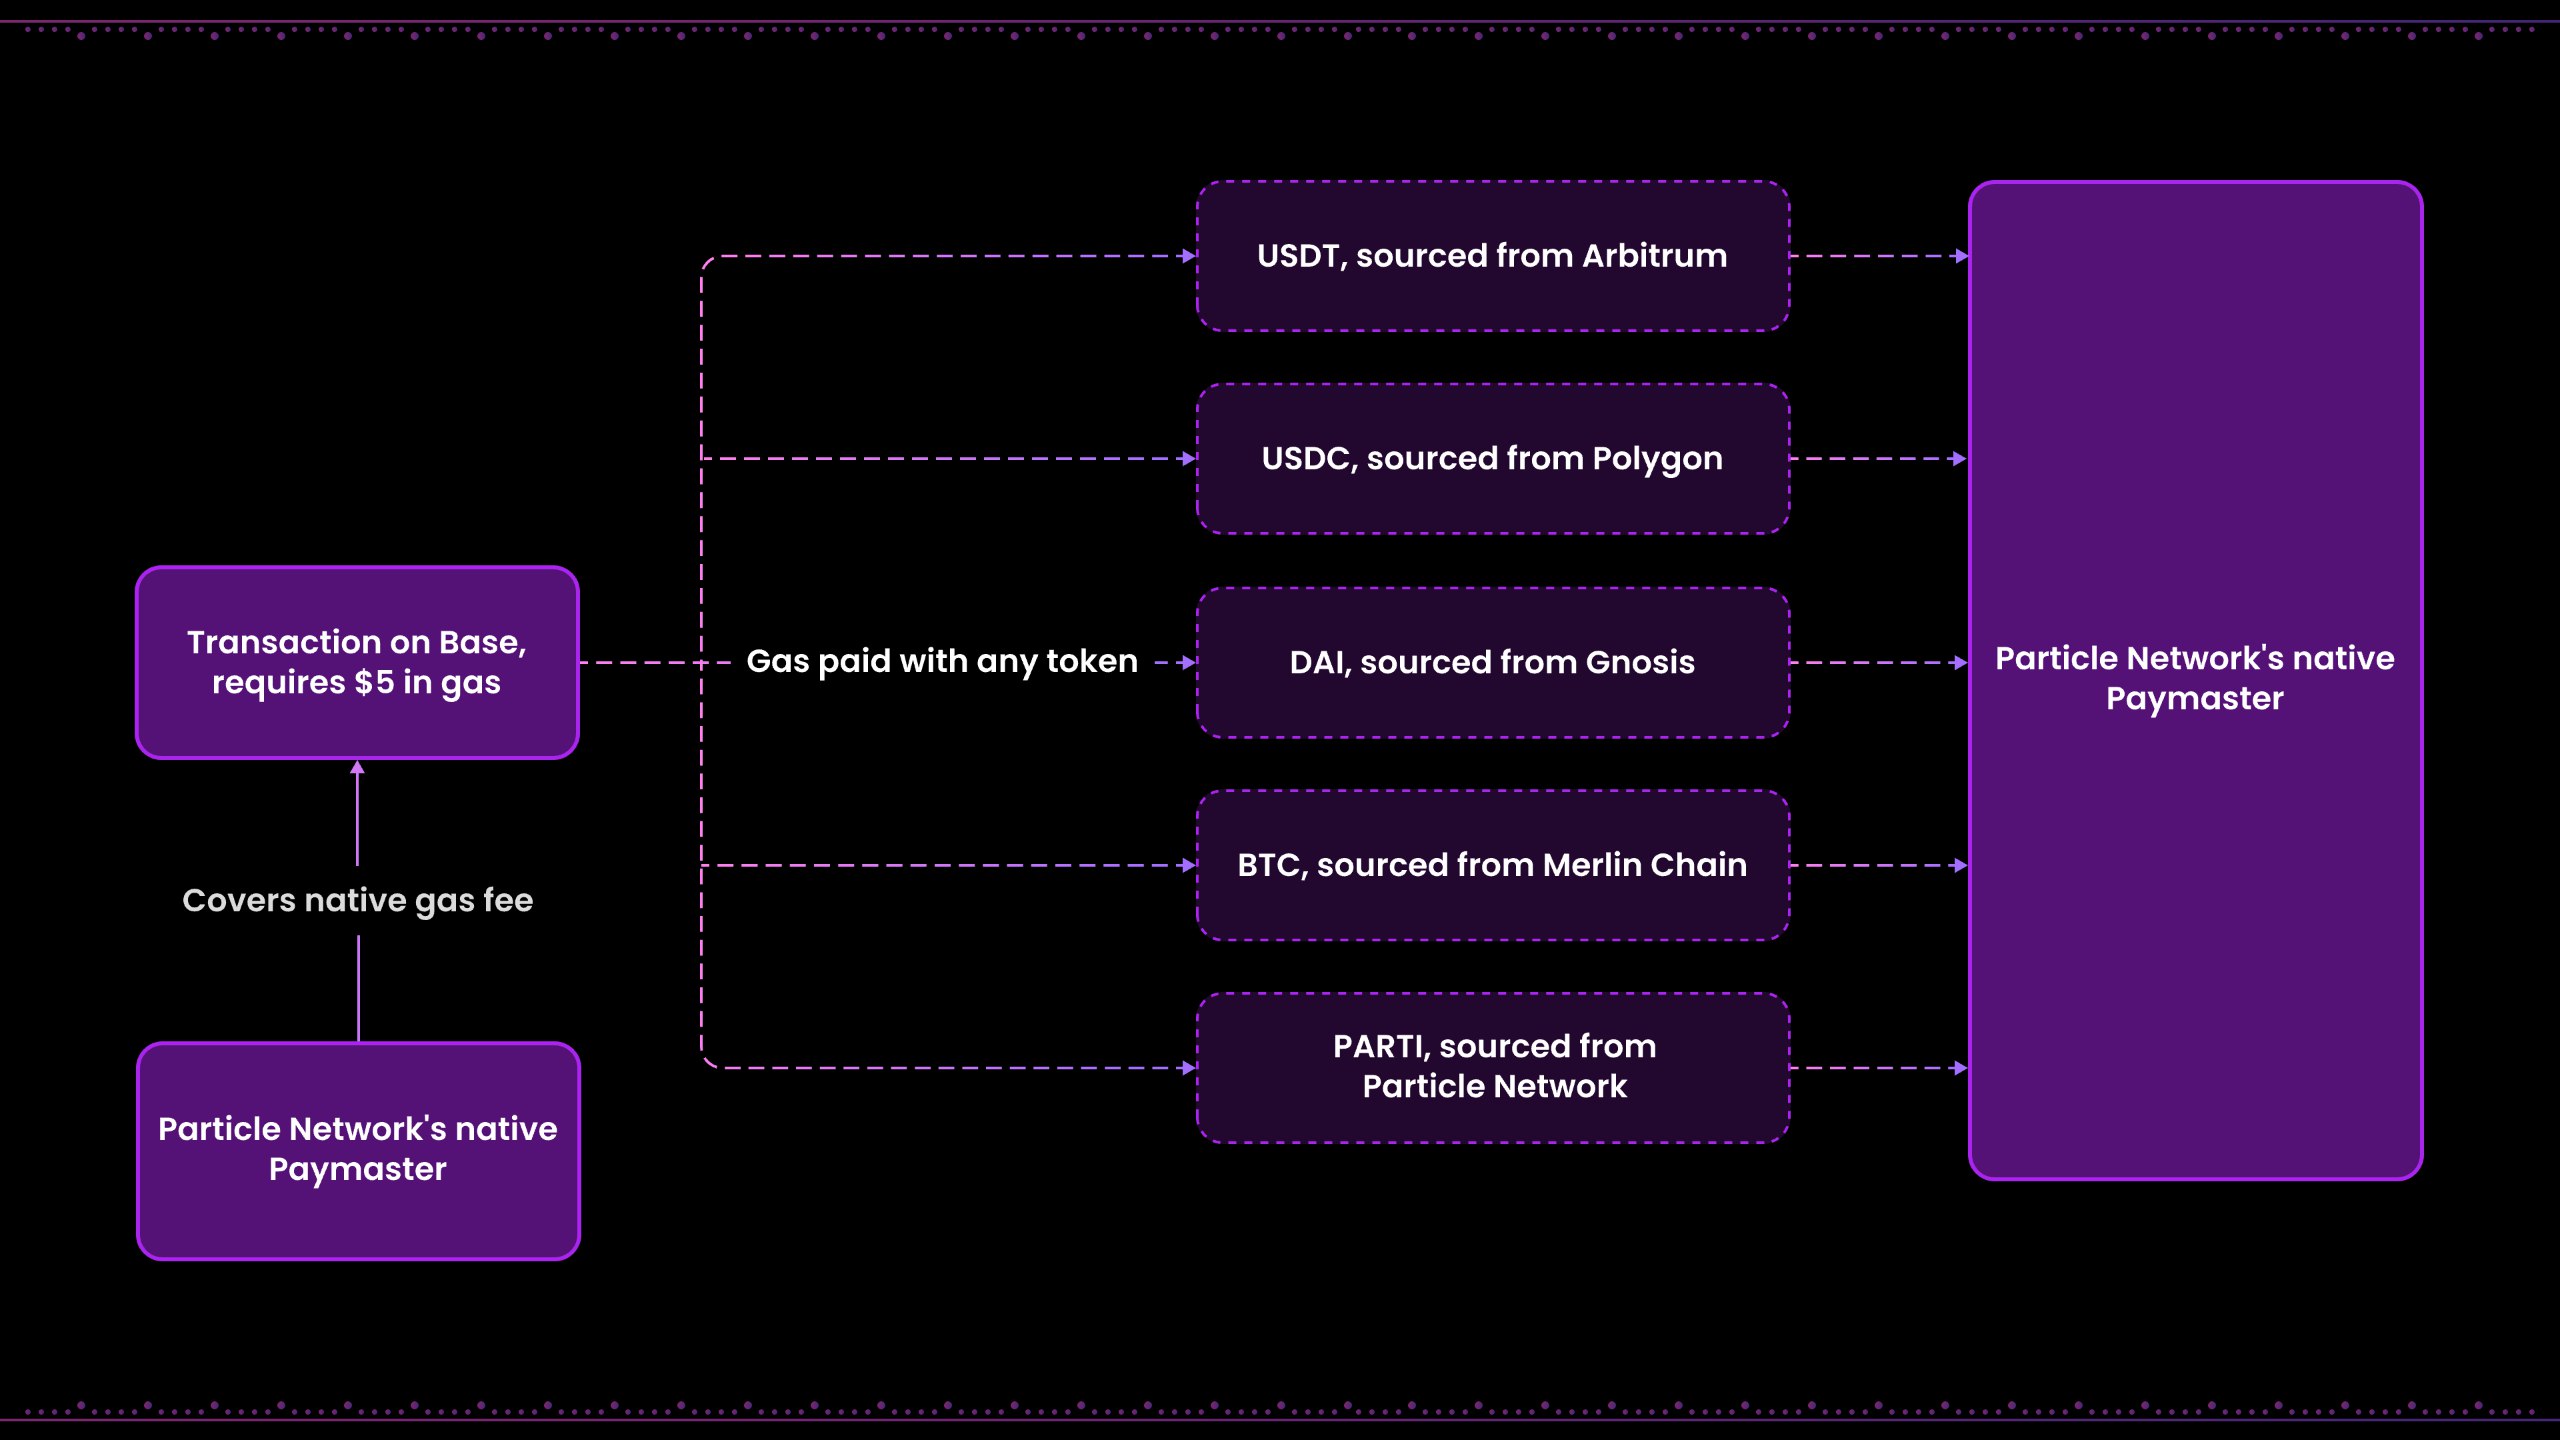 Transaction on Base,
requires $5 in gas
Covers native gas fee
Particle Network's native
Paymaster
Gas paid with any token
USDT, sourced from Arbitrum
USDC, sourced from Polygon
DAI, sourced from Gnosis
BTC, sourced from Merlin Chain
PARTI, sourced from
Particle Network
Particle Network's native
Paymaster